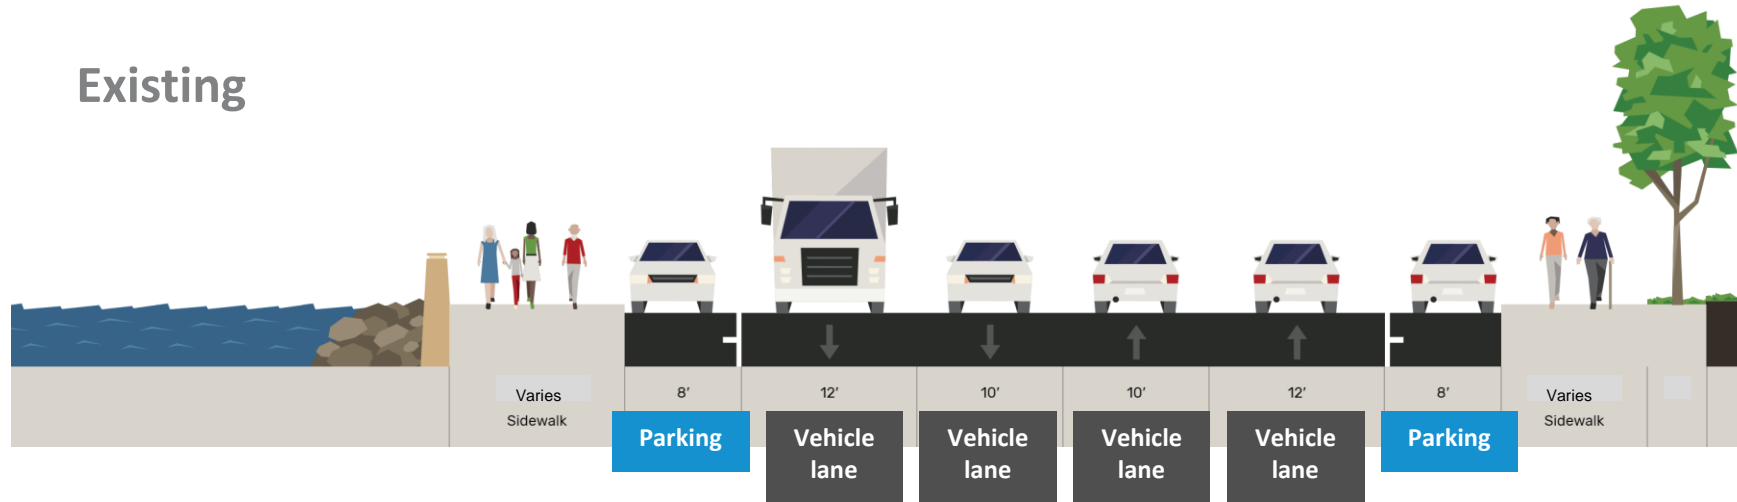 Existing
Varies
Sidewalk
8'
12'
10'
10'
12'
8'
Varies
Sidewalk
Parking
Vehicle
lane
Vehicle
lane
Vehicle
lane
Vehicle
lane
Parking